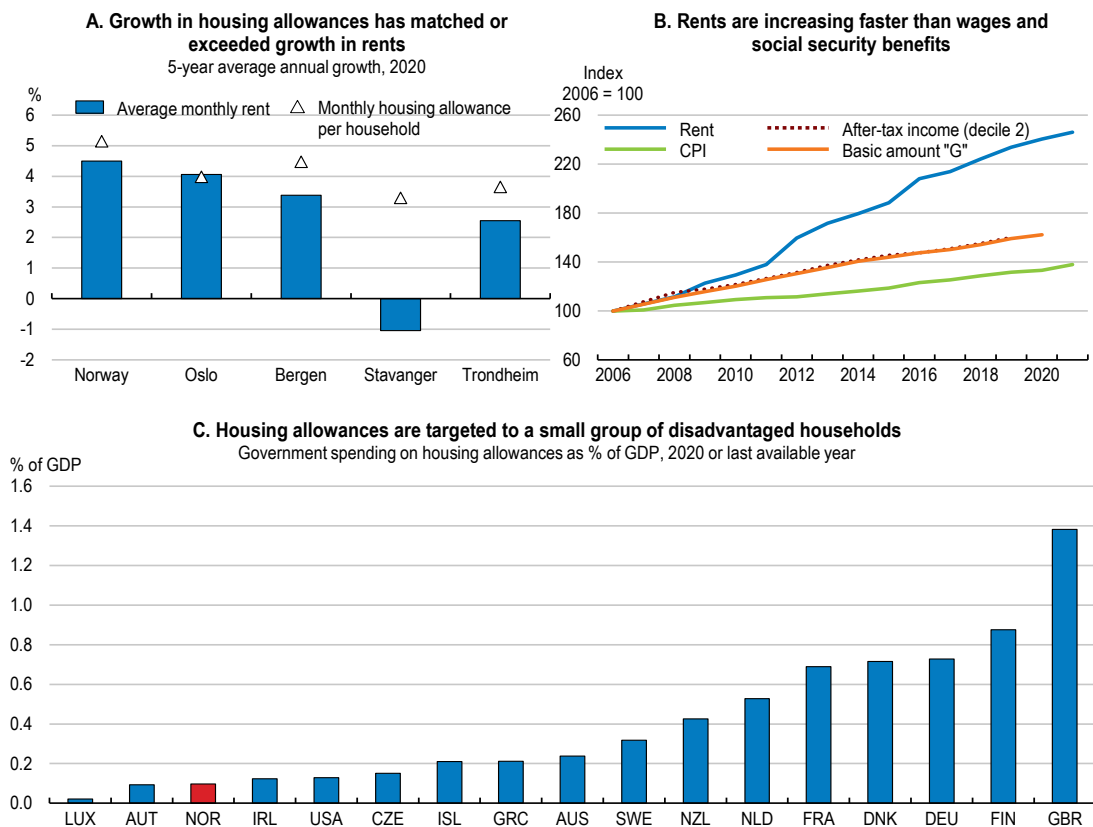 A. Growth in housing allowances has matched or
exceeded growth in rents
5-year average annual growth, 2020
%
Average monthly rent
Monthly housing allowance
per household
6
5
4
3
2
1
0
-1
-2
Norway
Oslo
Bergen
Stavanger
Trondheim
B. Rents are increasing faster than wages and
social security benefits
Index
2006 = 100
Rent
After-tax income (decile 2)
CPI
Basic amount "G"
260
220
180
140
100
60
2006
2008
2010
2012
2014
2016
2018
2020
C. Housing allowances are targeted to a small group of disadvantaged households
Government spending on housing allowances as % of GDP, 2020 or last available year
% of GDP
1.6
1.4
1.2
1.0
0.8
0.6
0.4
0.2
0.0
LUX
AUT
NOR
IRL
USA
CZE
ISL
GRC
AUS
SWE
NZL
NLD
FRA
DNK
DEU
FIN
GBR